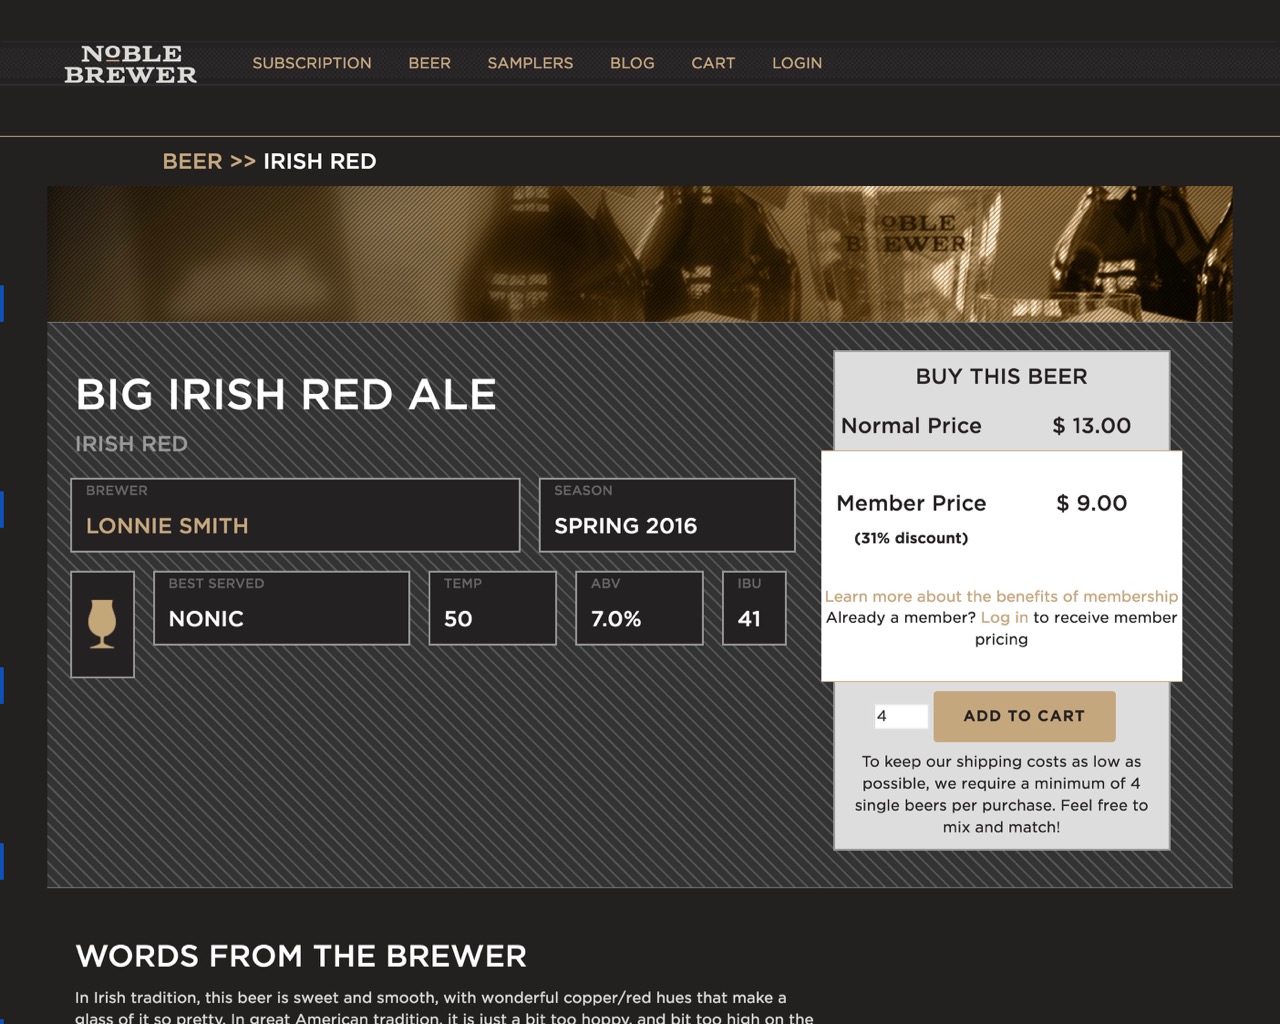 NOBLE
BREWER
SUBSCRIPTION BEER SAMPLERS BLOG CART LOGIN
BEER >> IRISH RED
NOBLE
BREWER
BIG IRISH RED ALE
IRISH RED
BREWER
LONNIE SMITH
SEASON
SPRING 2016
BEST SERVED
NONIC
TEMP
50
ABV
7.0%
IBU
41
BUY THIS BEER
Normal Price $ 13.00
Member Price $ 9.00
(31% discount)
Learn more about the benefits of membership
Already a member? Log in to receive member
pricing
4 ADD TO CART
To keep our shipping costs as low as
possible, we require a minimum of 4
single beers per purchase. Feel free to
mix and match!
WORDS FROM THE BREWER
In Irish tradition, this beer is sweet and smooth, with wonderful copper/red hues that make a
glass of it so pretty. In great American tradition, it is just a bit too hoppy, and bit too high on the